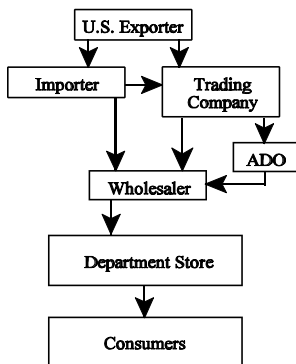 U.S. Exporter
Importer
Trading
Company
ADO
Wholesaler
Department Store
Consumers